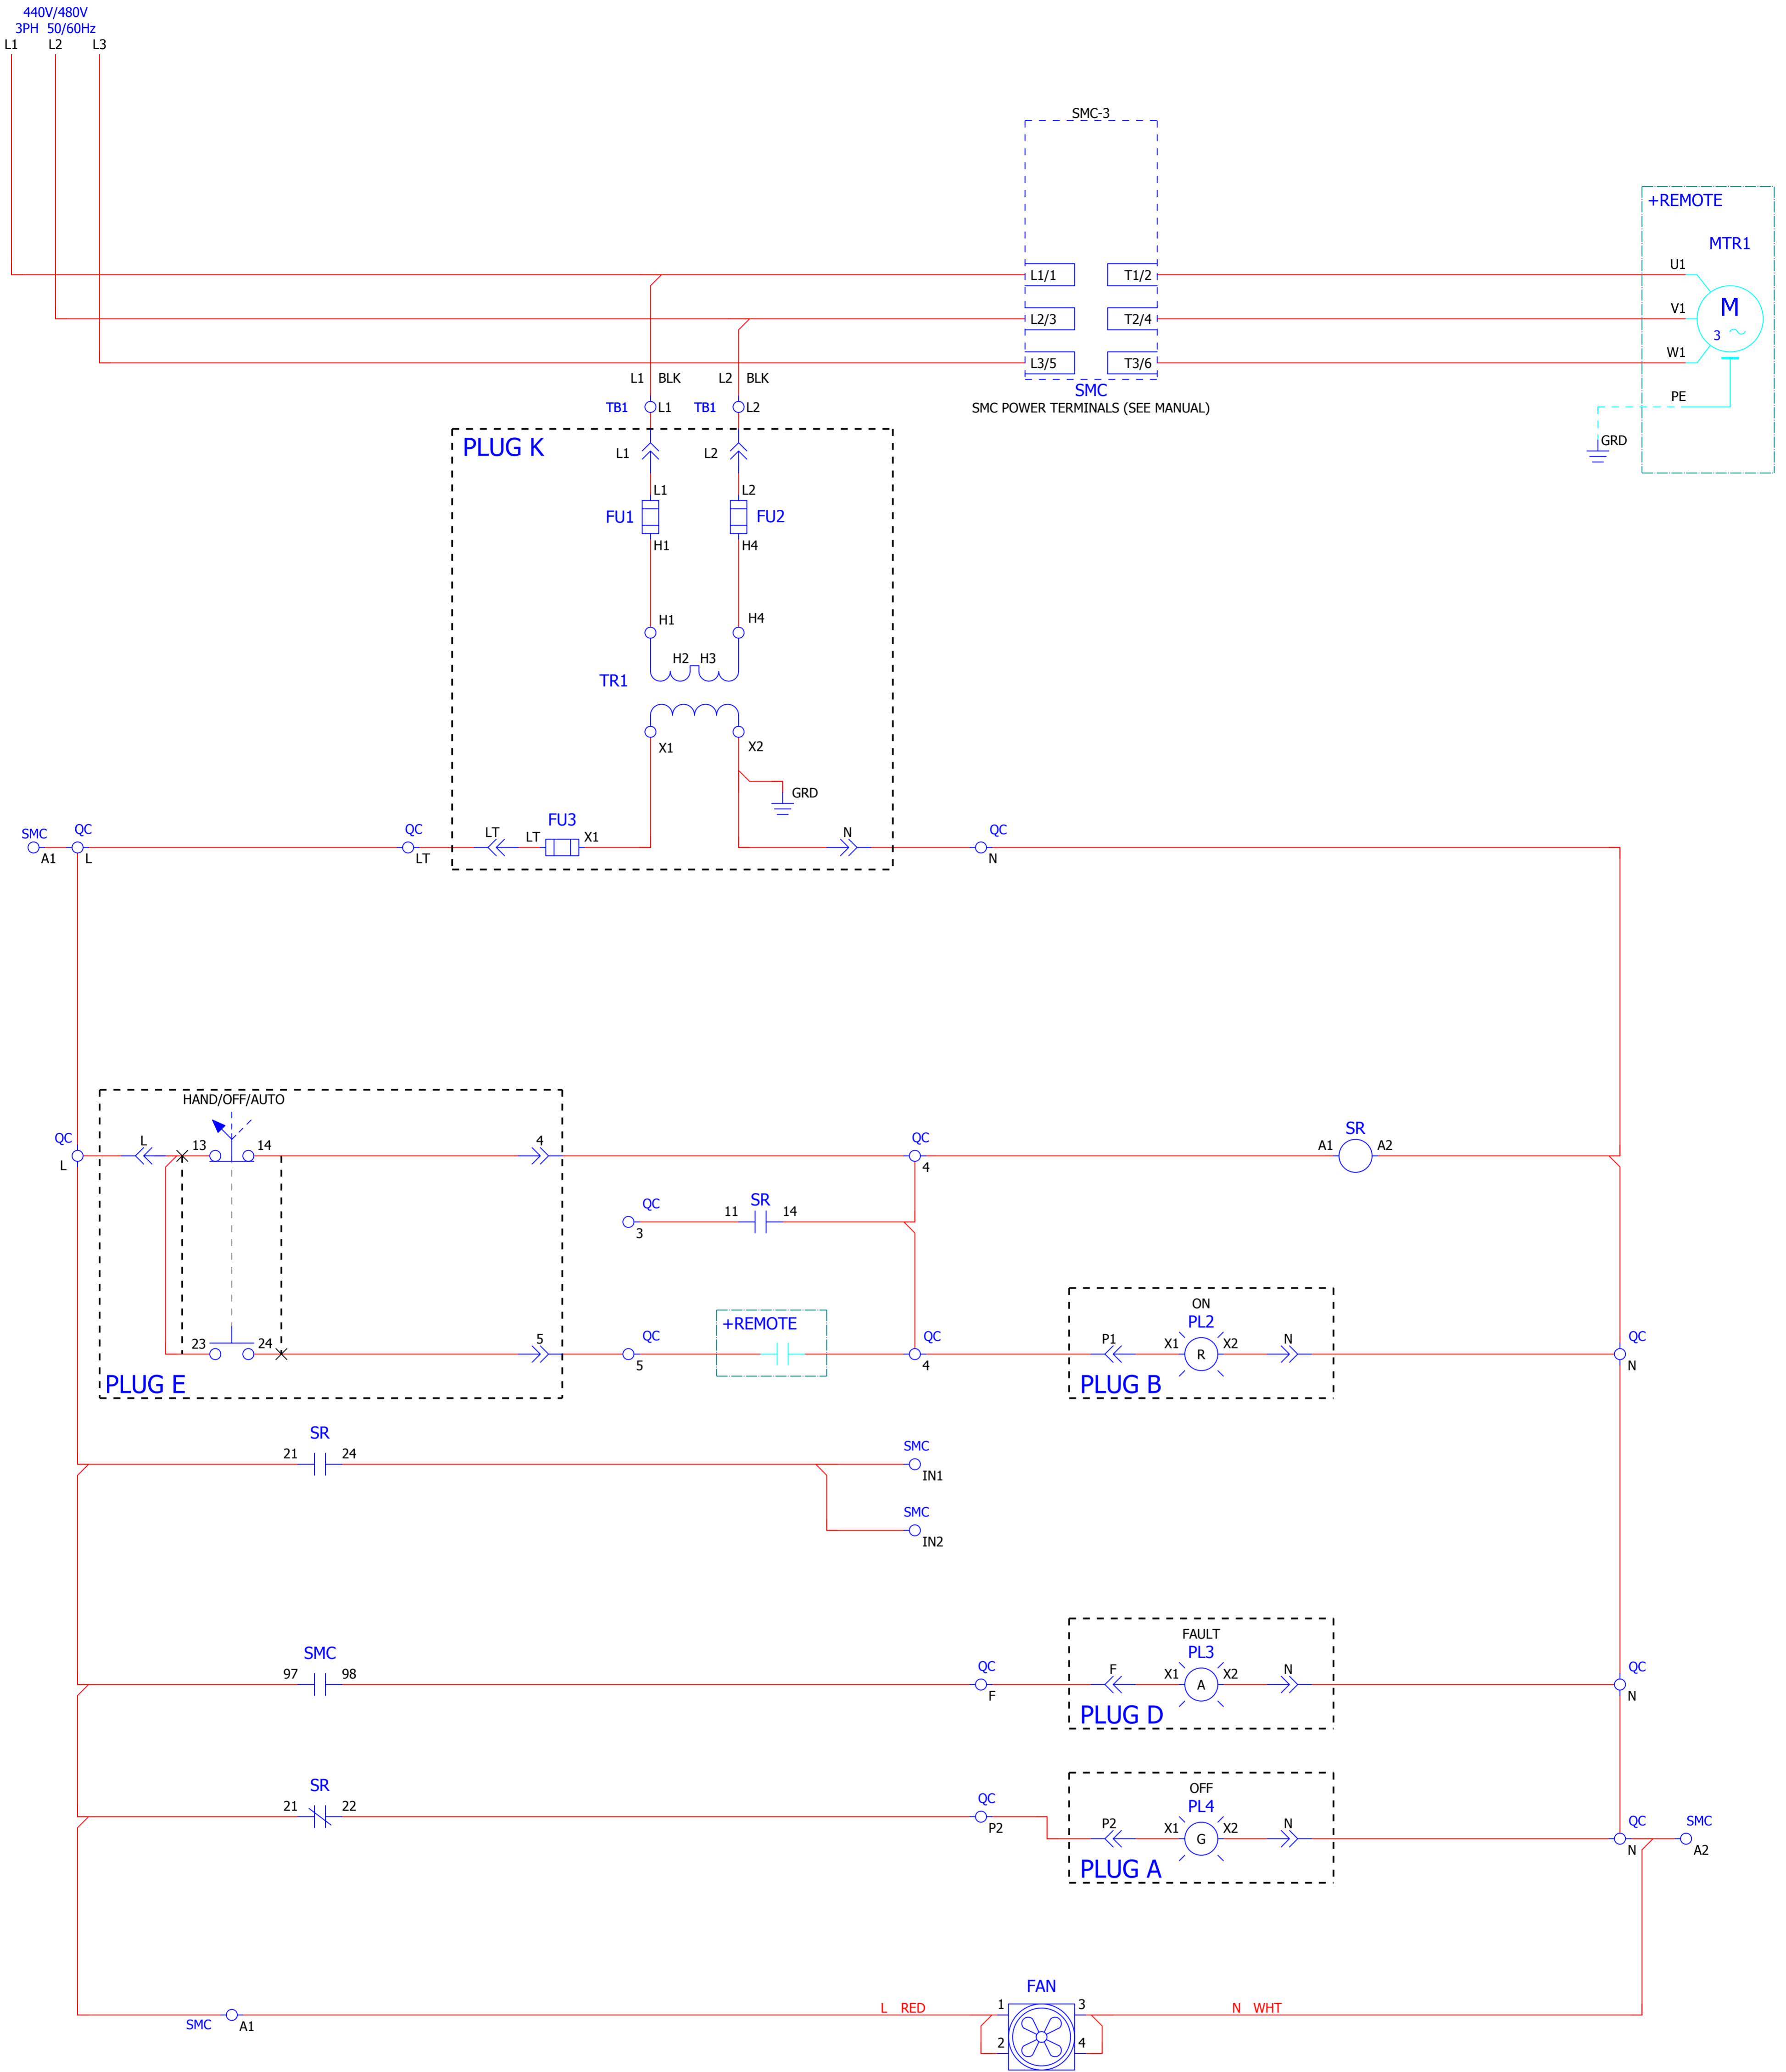 440V/480V
3PH 50/60Hz
L1 L2 L3
SMC-3
+REMOTE
MTR1
L1/1 T1/2 U1
M
3
L2/3 T2/4 V1
L3/5 T3/6 W1
SMC
SMC POWER TERMINALS (SEE MANUAL)
PE
GRD
L1 BLK L2 BLK
TB1 L1 TB1 L2
PLUG K
L1 L2
L1 L2
FU1 FU2
H1 H4
H1 H4
H2 H3
TR1
X1 X2
GRD
FU3
SMC QC QC LT LT X1 N QC
A1 L LT N
HAND/OFF/AUTO
QC L 13 14 4 QC SR
A1 A2
L 4
QC 11 SR 14
3
+REMOTE
ON
PL2
23 24 5 QC QC P1 X1 R X2 N QC
5 4 N
PLUG E PLUG B
SR
21 24 SMC
IN1
SMC
IN2
FAULT
SMC PL3
97 98 QC F X1 A X2 N QC
F N
PLUG D
OFF
SR PL4
21 22 QC
P2
P2 X1 G X2 N QC SMC
N A2
PLUG A
FAN
L RED 1 3 N WHT
SMC A1
2 4